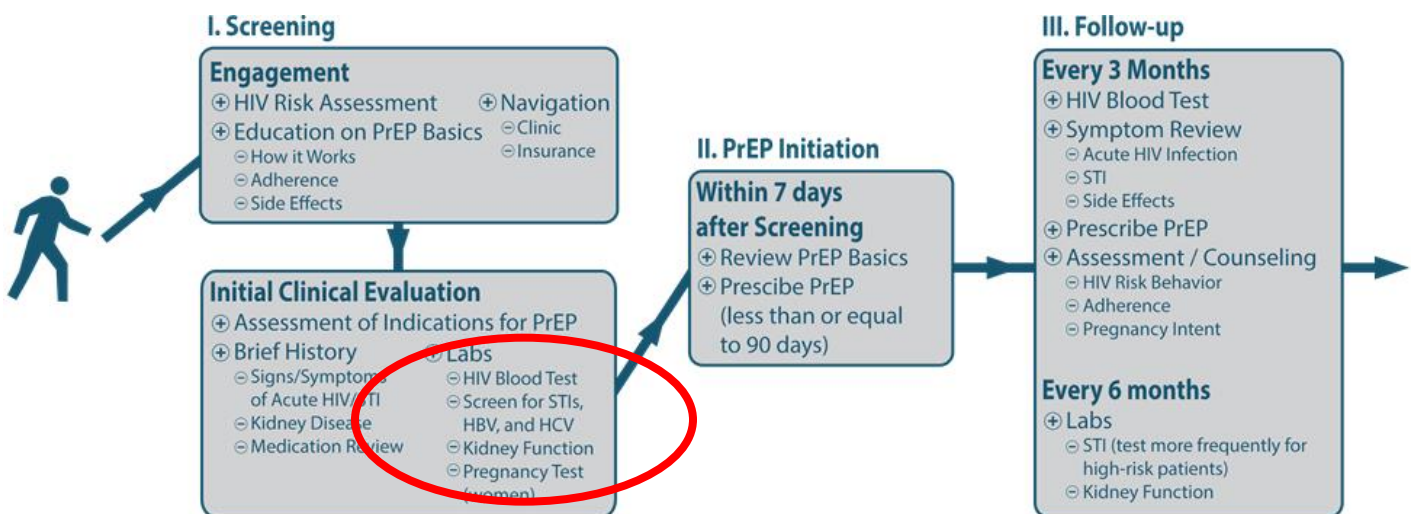 I. Screening
Engagement
⊕ HIV Risk Assessment
⊕ Education on PrEP Basics
⊖ How it Works
⊖ Adherence
⊖ Side Effects
⊕ Navigation
⊖ Clinic
⊖ Insurance
Initial Clinical Evaluation
⊕ Assessment of Indications for PrEP
⊕ Brief History
⊖ Signs/Symptoms
of Acute HIV/STI
⊖ Kidney Disease
⊖ Medication Review
⊕ Labs
⊖ HIV Blood Test
⊖ Screen for STIs,
HBV, and HCV
⊖ Kidney Function
⊖ Pregnancy Test
(women)
II. PrEP Initiation
Within 7 days
after Screening
⊕ Review PrEP Basics
⊕ Prescibe PrEP
(less than or equal
to 90 days)
III. Follow-up
Every 3 Months
⊕ HIV Blood Test
⊕ Symptom Review
⊖ Acute HIV Infection
⊖ STI
⊖ Side Effects
⊕ Prescribe PrEP
⊕ Assessment / Counseling
⊖ HIV Risk Behavior
⊖ Adherence
⊖ Pregnancy Intent
Every 6 months
⊕ Labs
⊖ STI (test more frequently for
high-risk patients)
⊖ Kidney Function